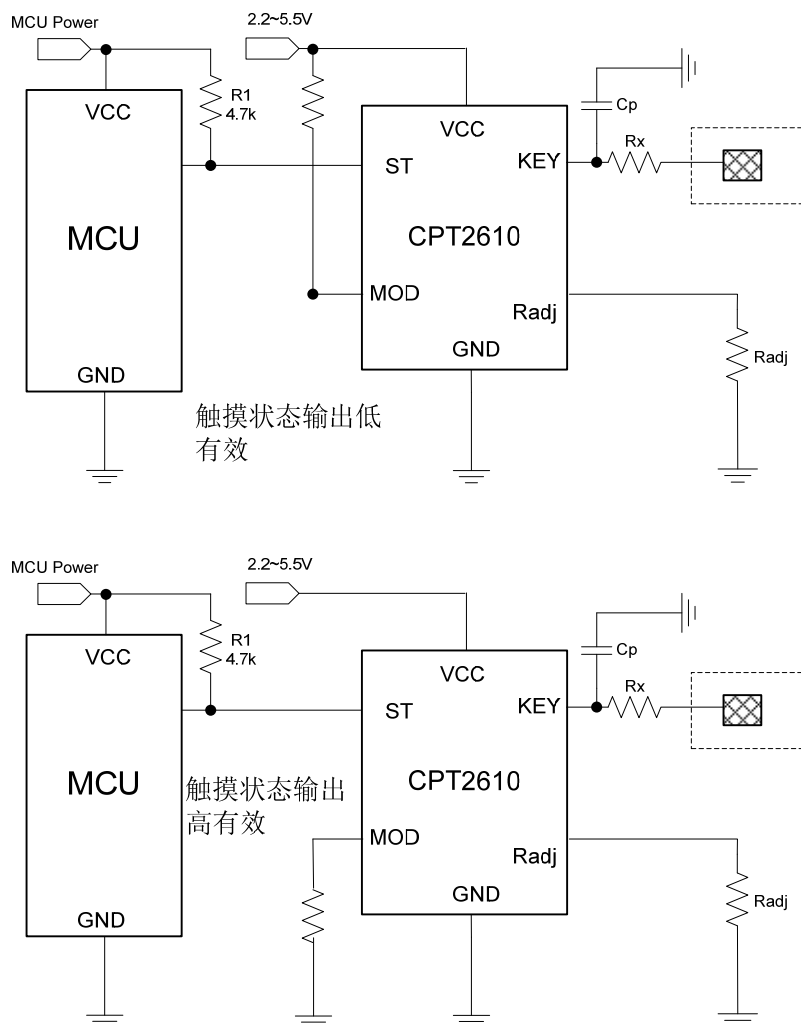 MCU Power
2.2~5.5V
R1
4.7k
VCC
VCC
Cp
Rx
ST
KEY
MCU
CPT2610
MOD
Radj
Radj
GND
GND
触摸状态输出低
有效
MCU Power
2.2~5.5V
R1
4.7k
VCC
VCC
Cp
Rx
ST
KEY
MCU
CPT2610
触摸状态输出
高有效
MOD
Radj
Radj
GND
GND